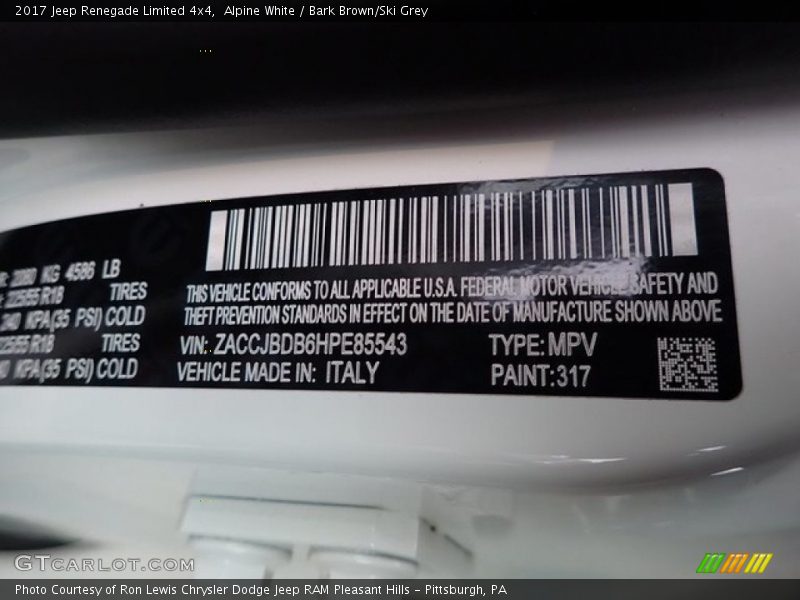 2017 Jeep Renegade Limited 4x4,  Alpine White / Bark Brown/Ski Grey
KG 4586 LB
TIRES
KPA(35 PSI) COLD
TIRES
KPA(35 PSI) COLD
THIS VEHICLE CONFORMS TO ALL APPLICABLE U.S.A. FEDERAL MOTOR VEHICLE SAFETY AND
THEFT PREVENTION STANDARDS IN EFFECT ON THE DATE OF MANUFACTURE SHOWN ABOVE
VIN: ZACCJBDB6HPE85543
TYPE: MPV
VEHICLE MADE IN: ITALY
PAINT: 317
GTCARLOT.COM
Photo Courtesy of Ron Lewis Chrysler Dodge Jeep RAM Pleasant Hills – Pittsburgh, PA